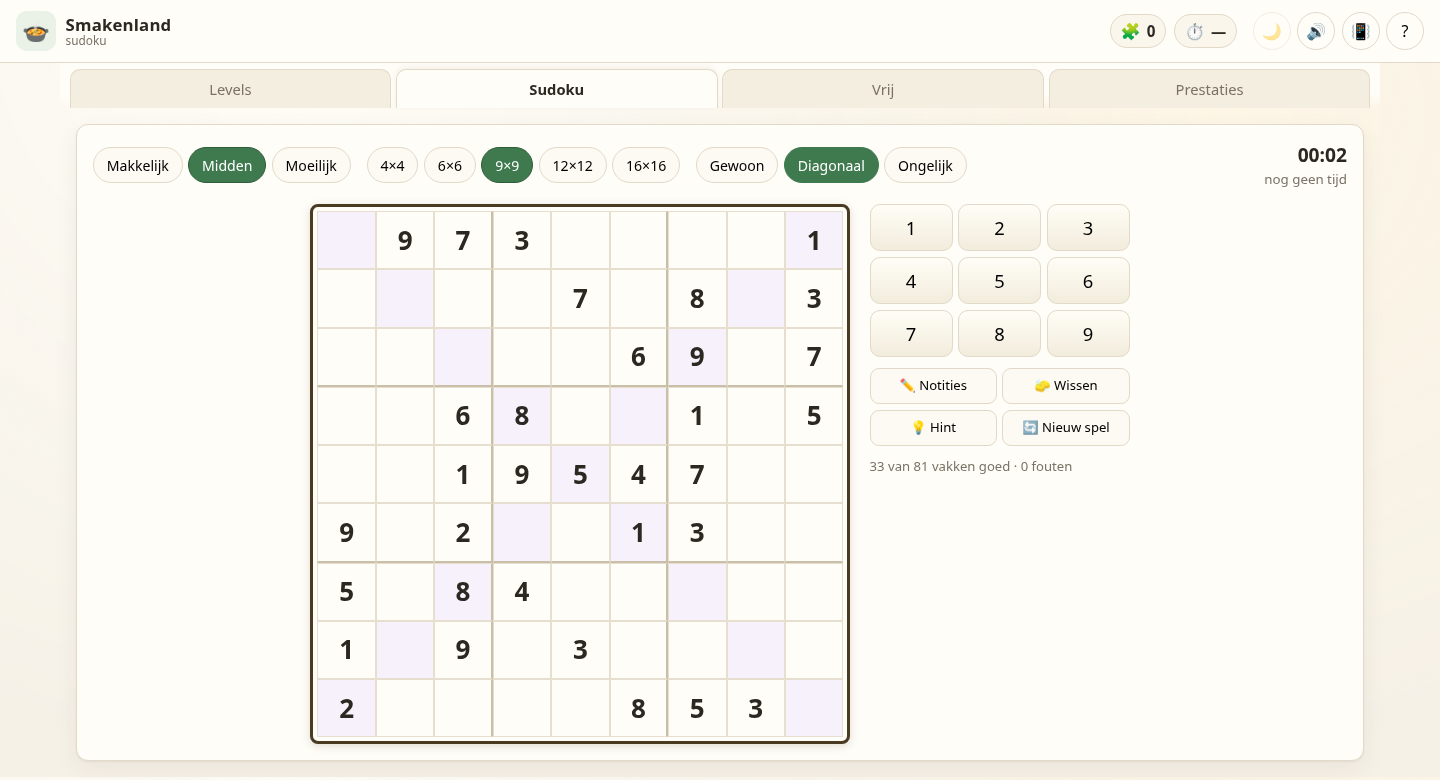 Smakenland
sudoku
0
—
?
Levels
Sudoku
Vrij
Prestaties
Makkelijk Midden Moeilijk 4×4 6×6 9×9 12×12 16×16 Gewoon Diagonaal Ongelijk
00:02
nog geen tijd
9 7 3 1
7 8 3
6 9 7
6 8 1 5
1 9 5 4 7
9 2 1 3
5 8 4
1 9 3
2 8 5 3
1 2 3
4 5 6
7 8 9
Notities Wissen
Hint Nieuw spel
33 van 81 vakken goed · 0 fouten